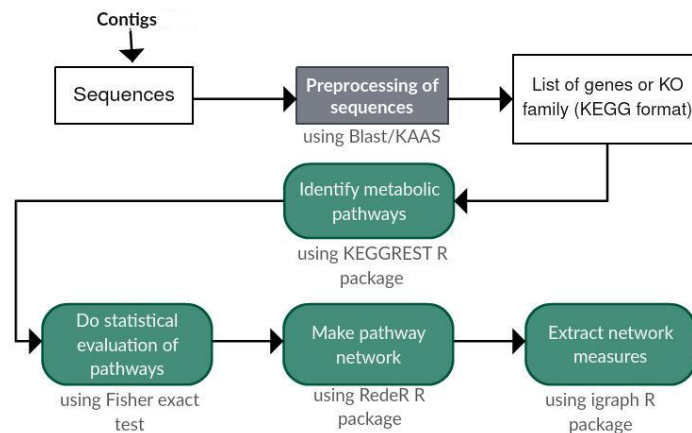 Contigs
Sequences
Preprocessing of
sequences
using Blast/KAAS
List of genes or KO
family (KEGG format)
Identify metabolic
pathways
using KEGGREST R
package
Do statistical
evaluation of
pathways
using Fisher exact
test
Make pathway
network
using RedeR R
package
Extract network
measures
using igraph R
package